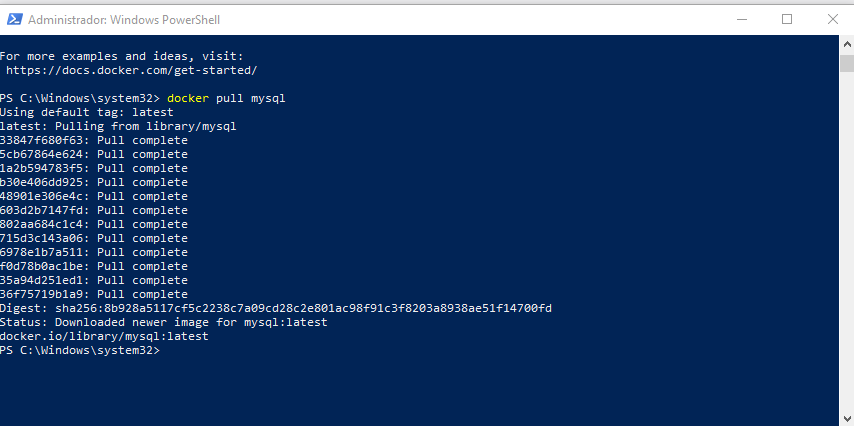 Administrador: Windows PowerShell
For more examples and ideas, visit:
https://docs.docker.com/get-started/
PS C:\Windows\system32> docker pull mysql
Using default tag: latest
latest: Pulling from library/mysql
33847f680f63: Pull complete
5cb67864e624: Pull complete
1a2b594783f5: Pull complete
b30e406dd925: Pull complete
48901e306e4c: Pull complete
603d2b7147fd: Pull complete
802aa684c1c4: Pull complete
715d3c143a06: Pull complete
6978e1b7a511: Pull complete
f0d78b0ac1be: Pull complete
35a94d251ed1: Pull complete
36f75719b1a9: Pull complete
Digest: sha256:8b928a5117cf5c2238c7a09cd28c2e801ac98f91c3f8203a8938ae51f14700fd
Status: Downloaded newer image for mysql:latest
docker.io/library/mysql:latest
PS C:\Windows\system32>